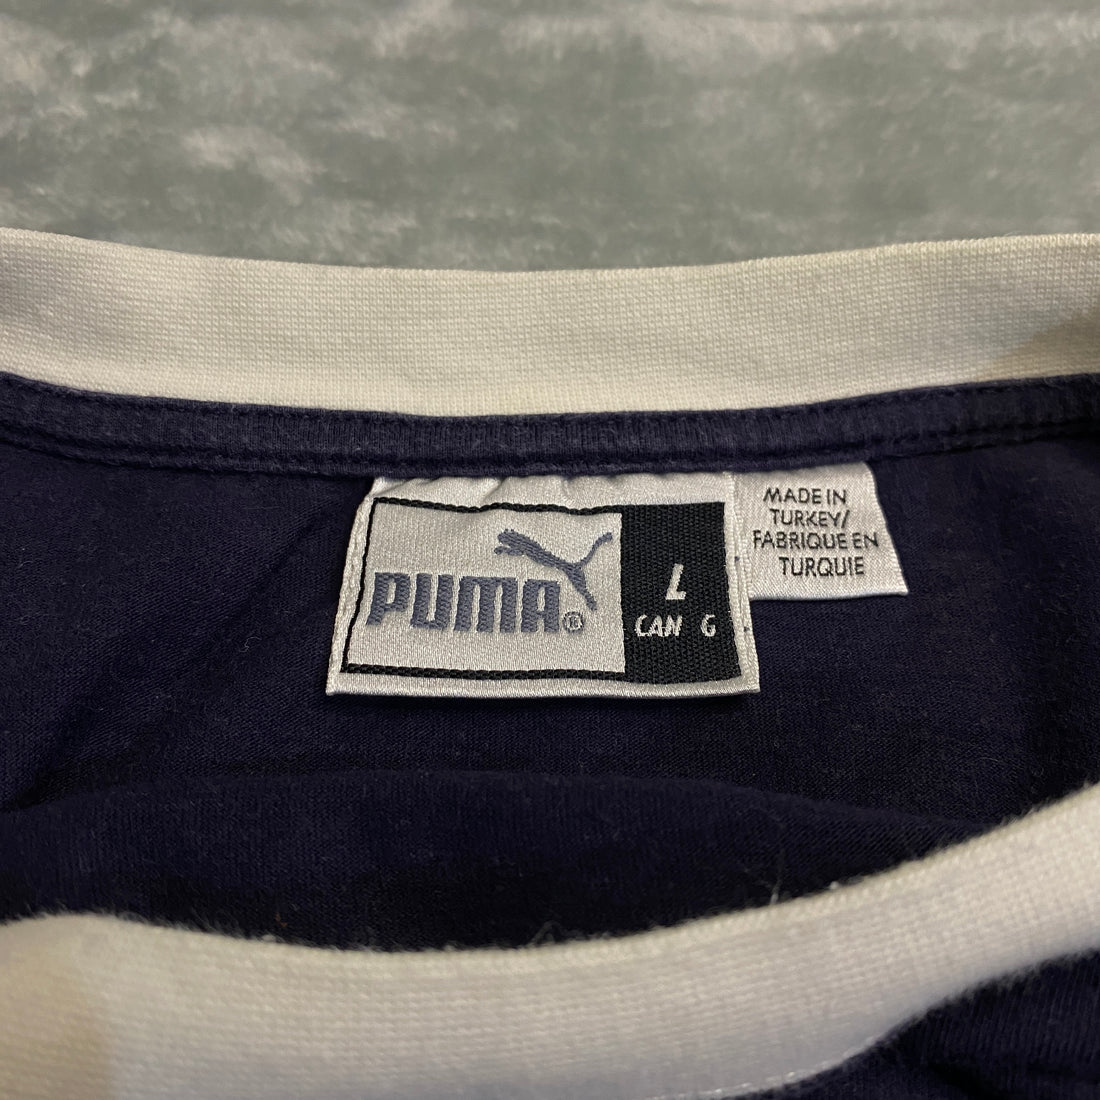 PUMA®
L
CAN G
MADE IN
TURKEY/
FABRIQUE EN
TURQUIE